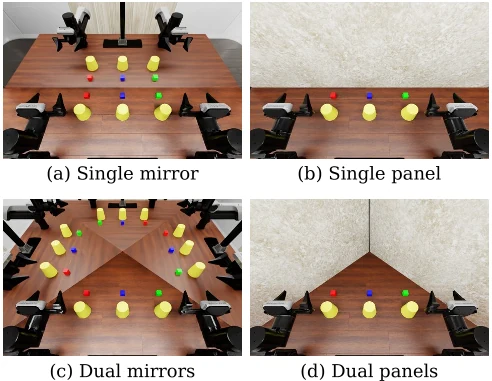 (a) Single mirror
(b) Single panel
(c) Dual mirrors
(d) Dual panels